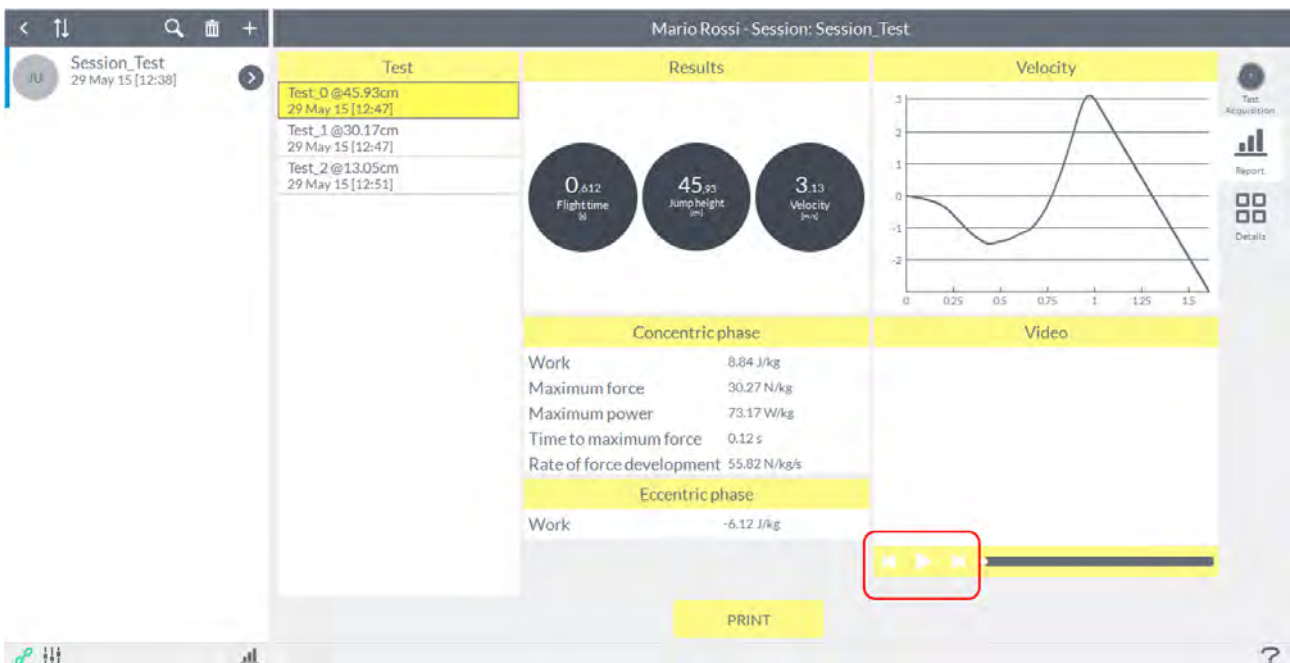 Mario Rossi - Session: Session_Test
JU
Session_Test
29 May 15 [12:38]
Test
Test_0 @45.93cm
29 May 15 [12:47]
Test_1 @30.17cm
29 May 15 [12:47]
Test_2 @13.05cm
29 May 15 [12:51]
Results
0.612
Flight time
[s]
45.93
Jump height
[m]
3.13
Velocity
[m/s]
Concentric phase
Work 8.84 J/kg
Maximum force 30.27 N/kg
Maximum power 73.17 W/kg
Time to maximum force 0.12 s
Rate of force development 55.82 N/kg/s
Eccentric phase
Work -6.12 J/kg
Velocity
3
2
1
0
-1
-2
0 0.25 0.5 0.75 1 1.25 1.5
Video
Test
Acquisition
Report
Details
PRINT
?